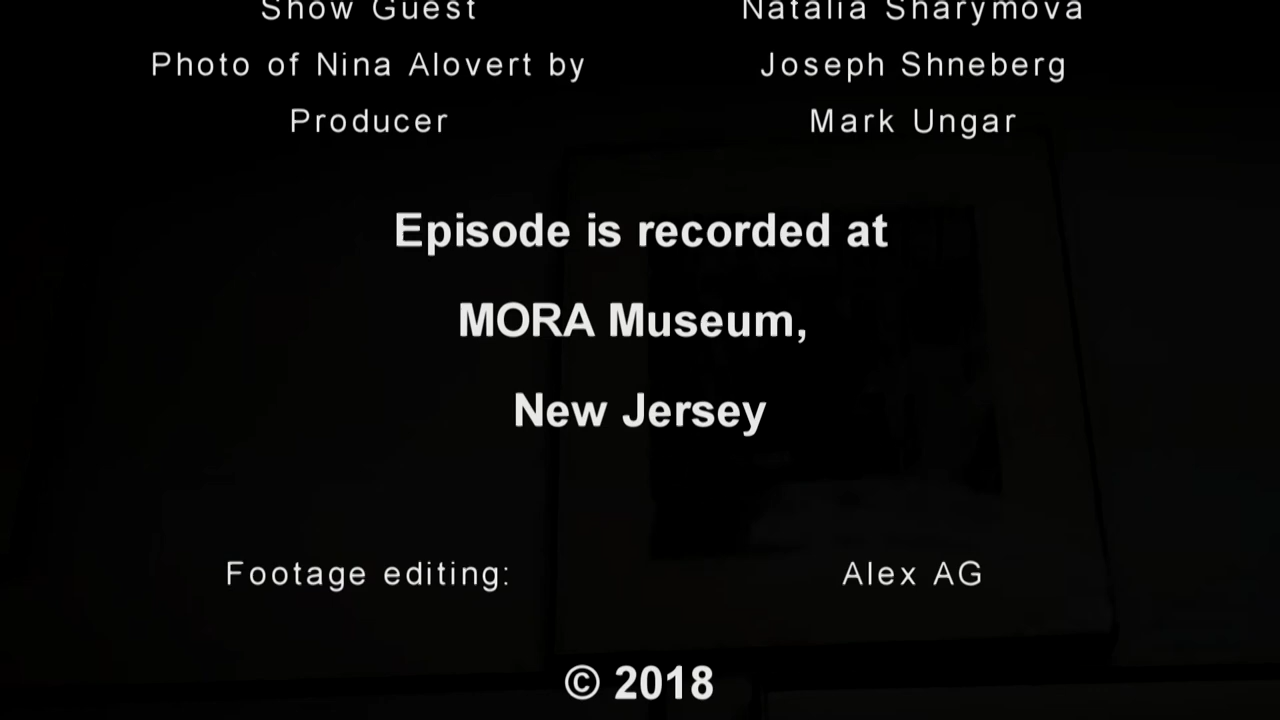 Show Guest Natalia Sharymova
Photo of Nina Alovert by Joseph Shneberg
Producer Mark Ungar
Episode is recorded at
MORA Museum,
New Jersey
Footage editing: Alex AG
© 2018